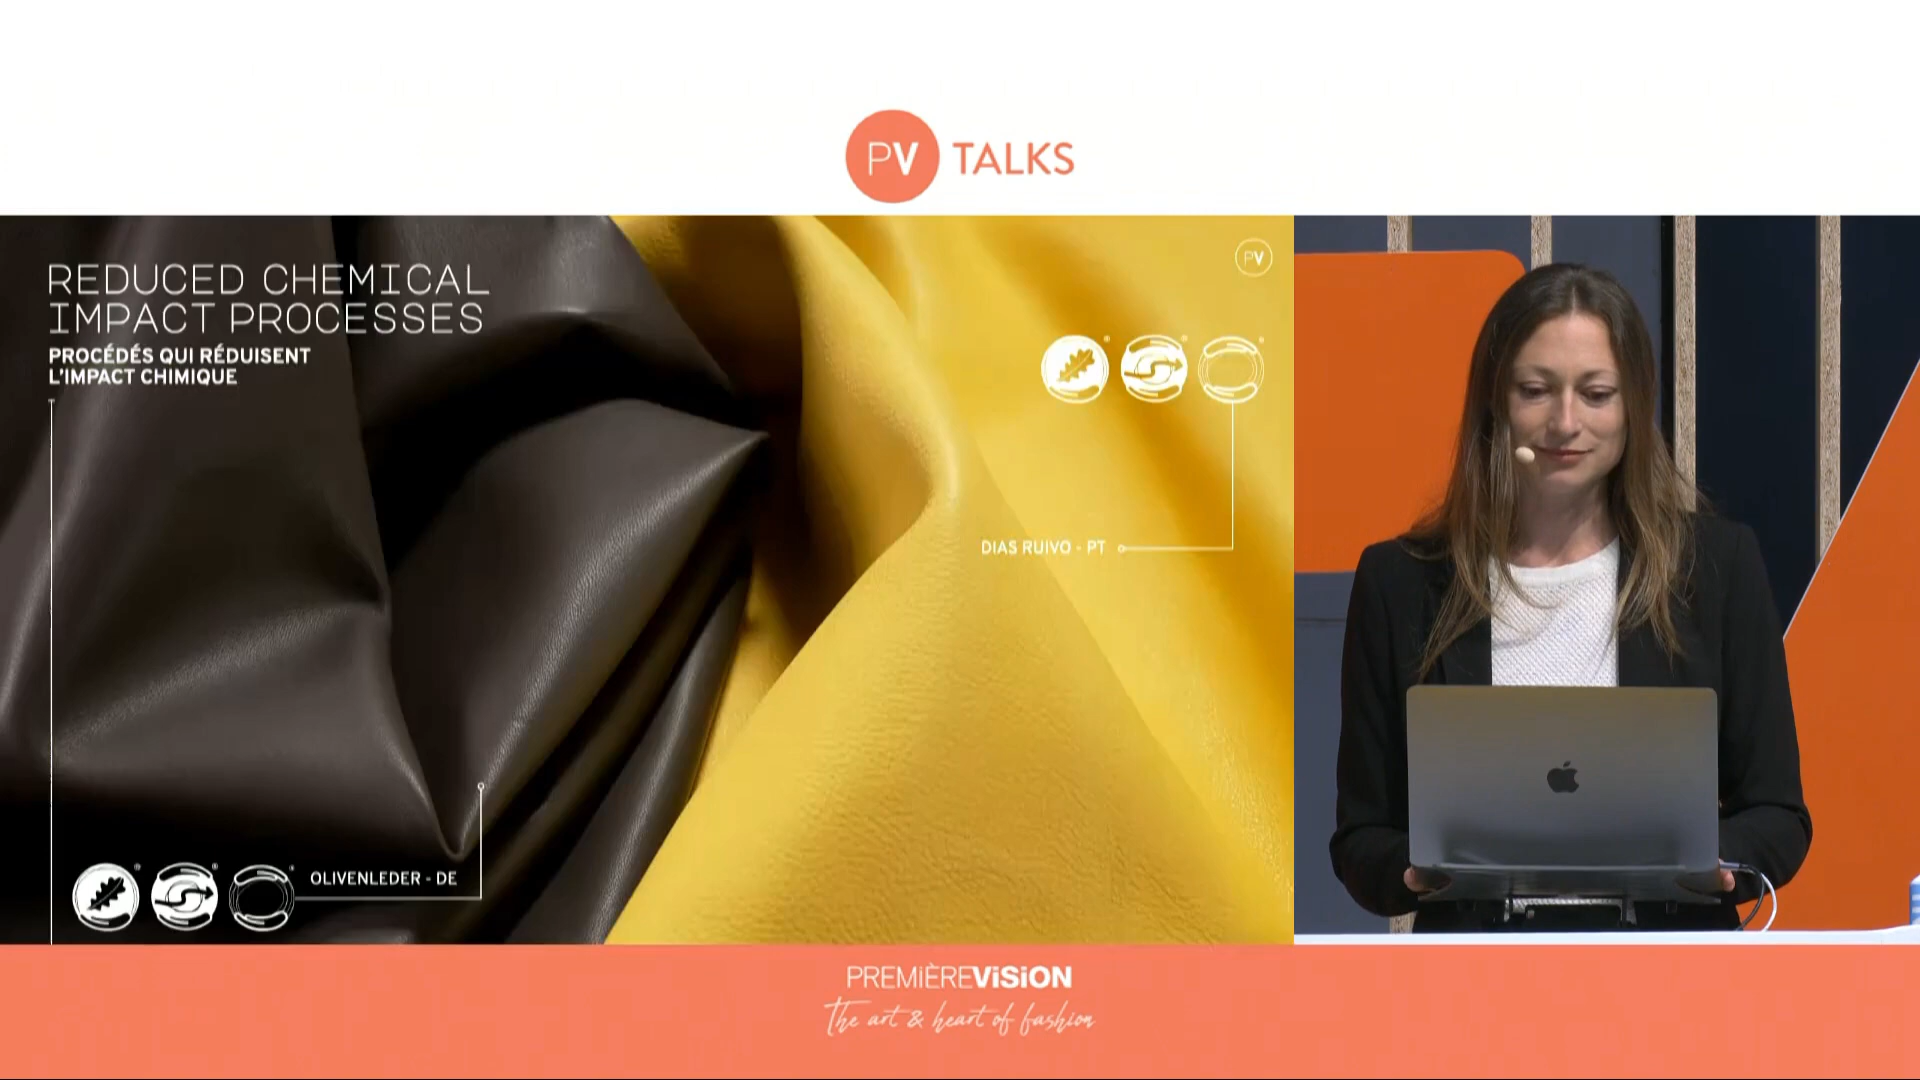 PV TALKS
REDUCED CHEMICAL
IMPACT PROCESSES
PROCÉDÉS QUI RÉDUISENT
L'IMPACT CHIMIQUE
PV
DIAS RUIVO - PT
OLIVENLEDER - DE
PREMIÈREVISION
The art & heart of fashion